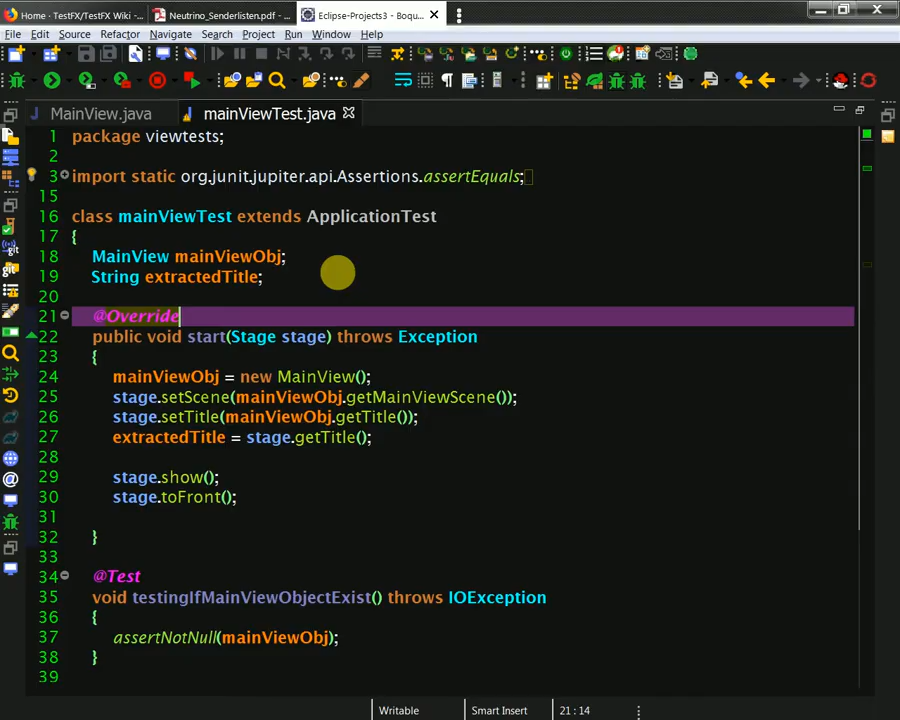 Home · TestFX/TestFX Wiki - ...
Neutrino_Senderlisten.pdf - ...
Eclipse-Projects3 - Boqu...
File Edit Source Refactor Navigate Search Project Run Window Help
MainView.java mainViewTest.java
1 package viewtests;
2
3 import static org.junit.jupiter.api.Assertions.assertEquals;
15
16 class mainViewTest extends ApplicationTest
17 {
18 MainView mainViewObj;
19 String extractedTitle;
20
21 @Override
22 public void start(Stage stage) throws Exception
23 {
24 mainViewObj = new MainView();
25 stage.setScene(mainViewObj.getMainViewScene());
26 stage.setTitle(mainViewObj.getTitle());
27 extractedTitle = stage.getTitle();
28
29 stage.show();
30 stage.toFront();
31
32 }
33
34 @Test
35 void testingIfMainViewObjectExist() throws IOException
36 {
37 assertNotNull(mainViewObj);
38 }
39
Writable Smart Insert 21 : 14